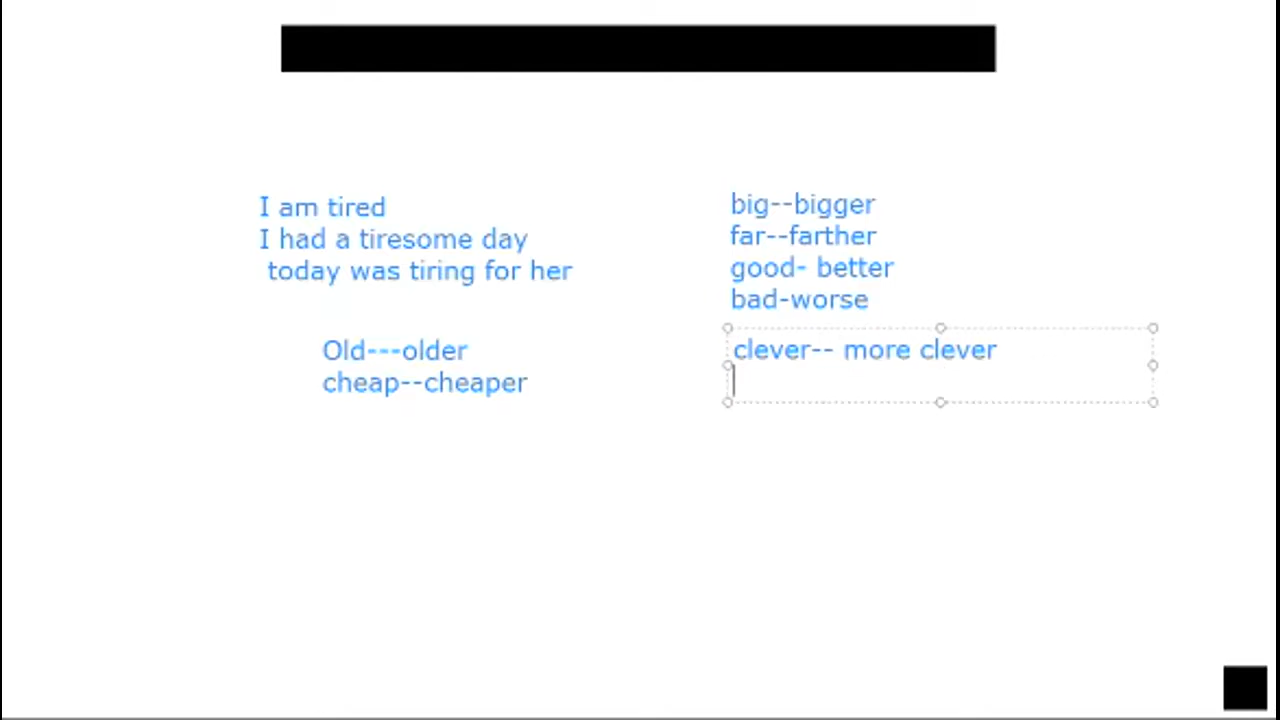 I am tired
I had a tiresome day
today was tiring for her
Old---older
cheap--cheaper
big--bigger
far--farther
good- better
bad-worse
clever-- more clever